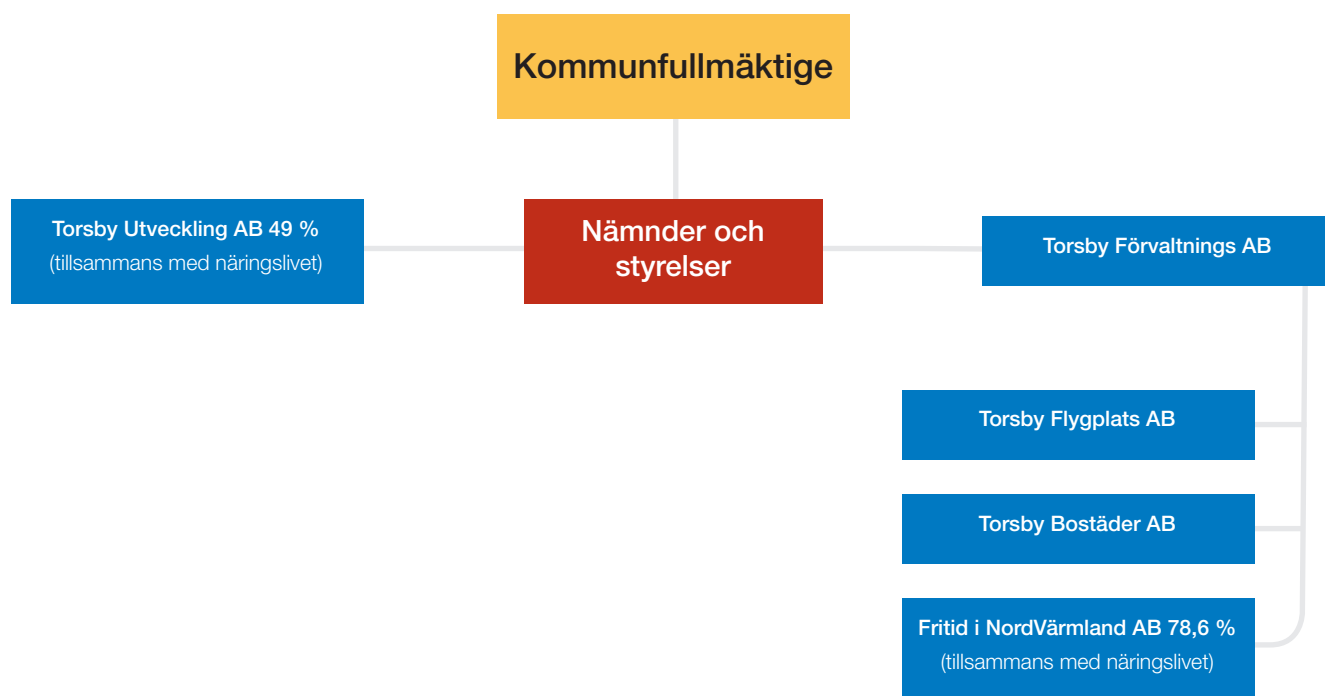 Kommunfullmäktige
Torsby Utveckling AB 49 %
(tillsammans med näringslivet)
Nämnder och
styrelser
Torsby Förvaltnings AB
Torsby Flygplats AB
Torsby Bostäder AB
Fritid i NordVärmland AB 78,6 %
(tillsammans med näringslivet)